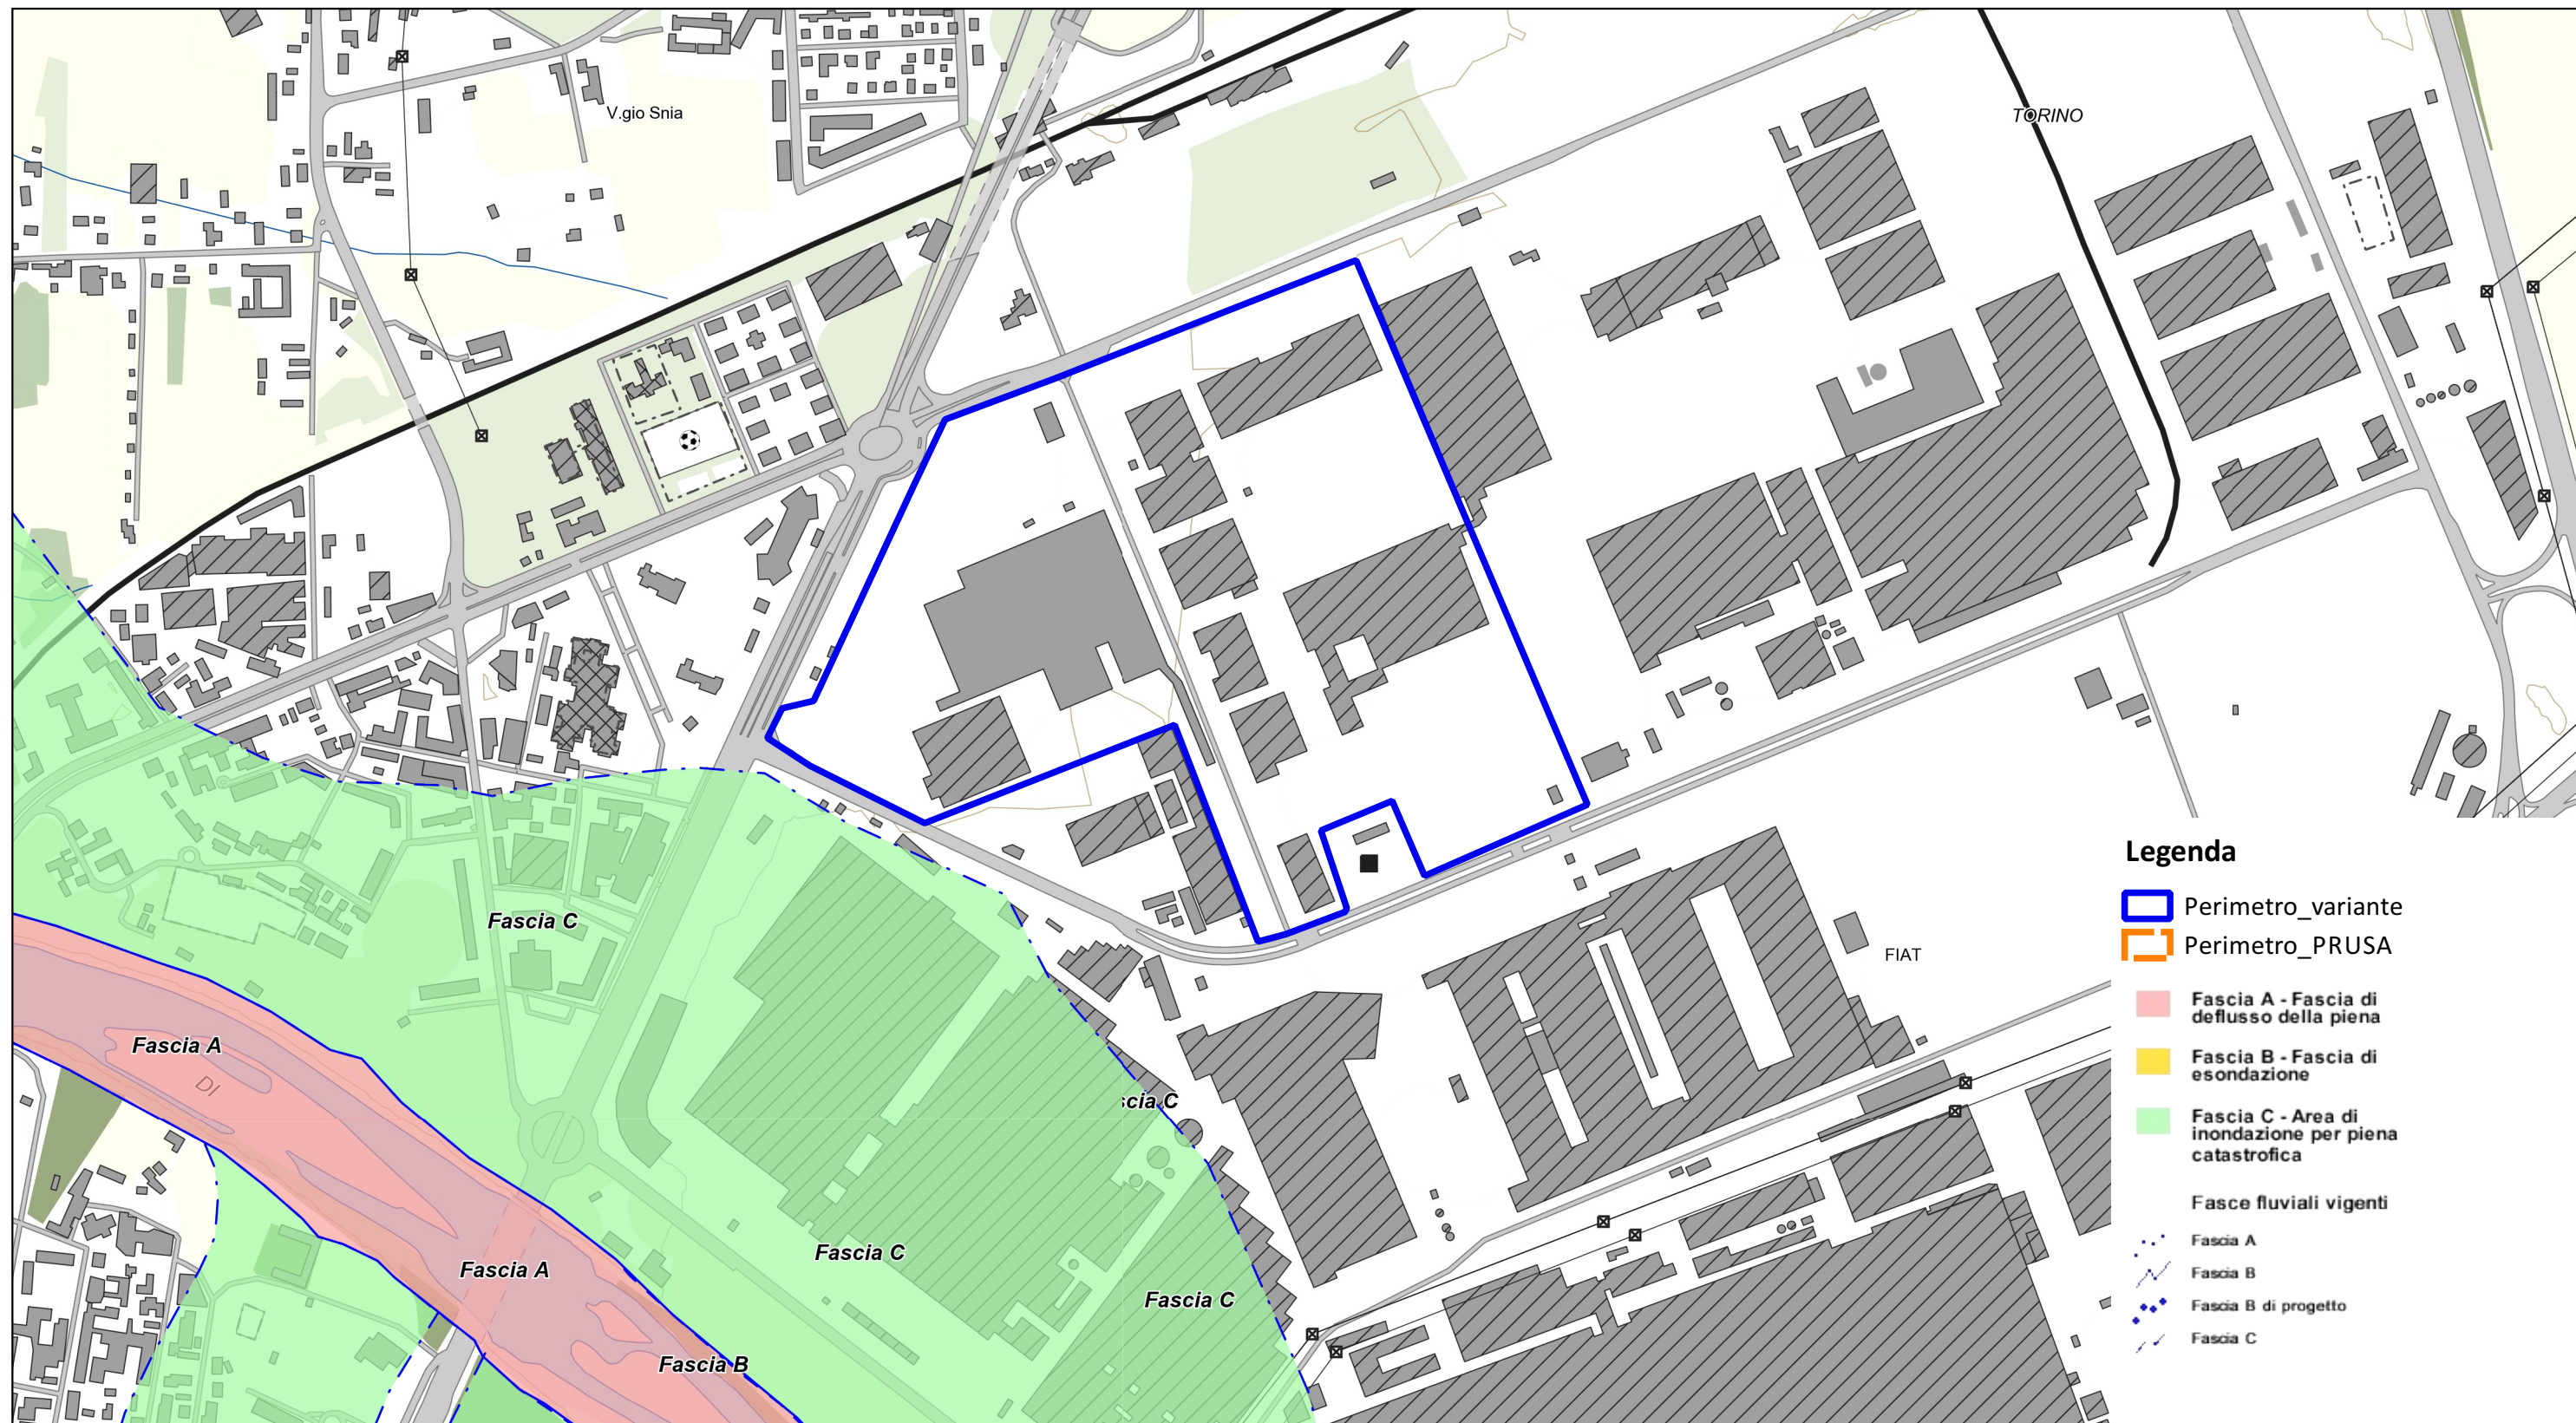 V.gio Snia
TORINO
Fascia C
FIAT
Fascia A
DI
scia C
Fascia A
Fascia C
Fascia C
Fascia B
Legenda
Perimetro_variante
Perimetro_PRUSA
Fascia A - Fascia di
deflusso della piena
Fascia B - Fascia di
esondazione
Fascia C - Area di
inondazione per piena
catastrofica
Fasce fluviali vigenti
Fascia A
Fascia B
Fascia B di progetto
Fascia C